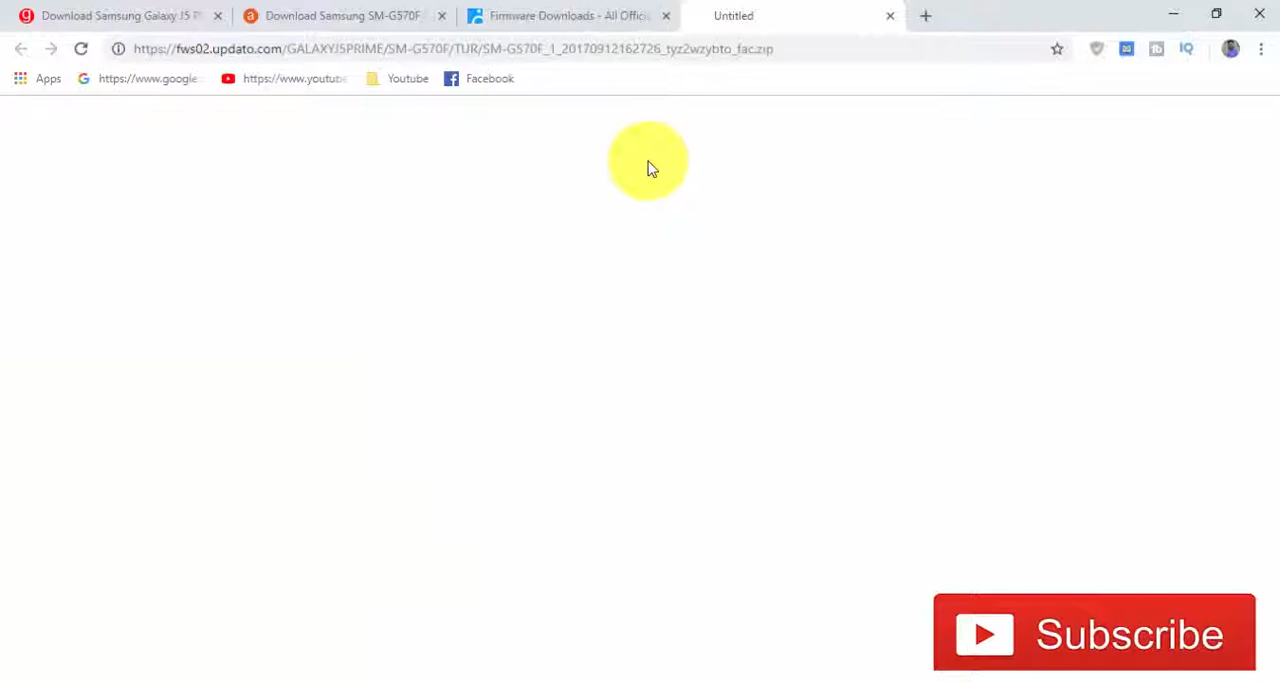 Download Samsung Galaxy J5 P
Download Samsung SM-G570F
Firmware Downloads - All Offici
Untitled
https://fws02.updato.com/GALAXYJ5PRIME/SM-G570F/TUR/SM-G570F_1_20170912162726_tyz2wzybto_fac.zip
Apps
https://www.google
https://www.youtube
Youtube
Facebook
Subscribe